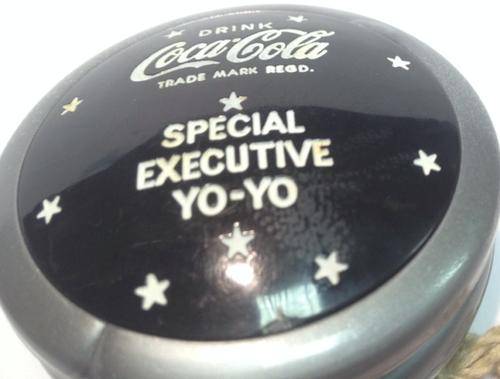 DRINK
Coca-Cola
TRADE MARK REGD.
SPECIAL
EXECUTIVE
YO-YO